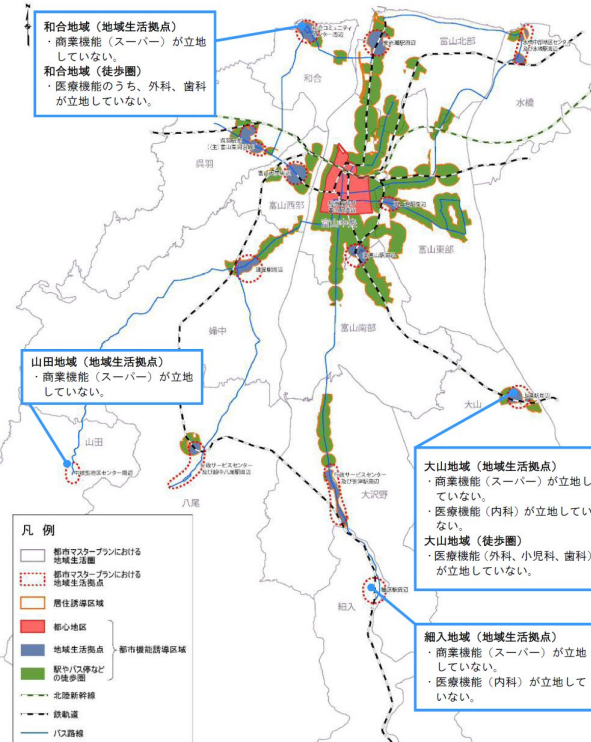 和合地域（地域生活拠点）
・商業機能（スーパー）が立地
していない。
和合地域（徒歩圏）
・医療機能のうち、外科、歯科
が立地していない。
和合
富山北部
水橋
呉羽
富山西部
富山東部
婦中
富山南部
山田地域（地域生活拠点）
・商業機能（スーパー）が立地
していない。
大山
山田
八尾
大沢野
大山地域（地域生活拠点）
・商業機能（スーパー）が立地し
ていない。
・医療機能（内科）が立地してい
ない。
大山地域（徒歩圏）
・医療機能（外科、小児科、歯科）
が立地していない。
細入
細入地域（地域生活拠点）
・商業機能（スーパー）が立地
していない。
・医療機能（内科）が立地して
いない。
凡 例
都市マスタープランにおける
地域生活圏
都市マスタープランにおける
地域生活拠点
居住誘導区域
都心地区
地域生活拠点
都市機能誘導区域
駅やバス停など
の徒歩圏
北陸新幹線
鉄軌道
バス路線